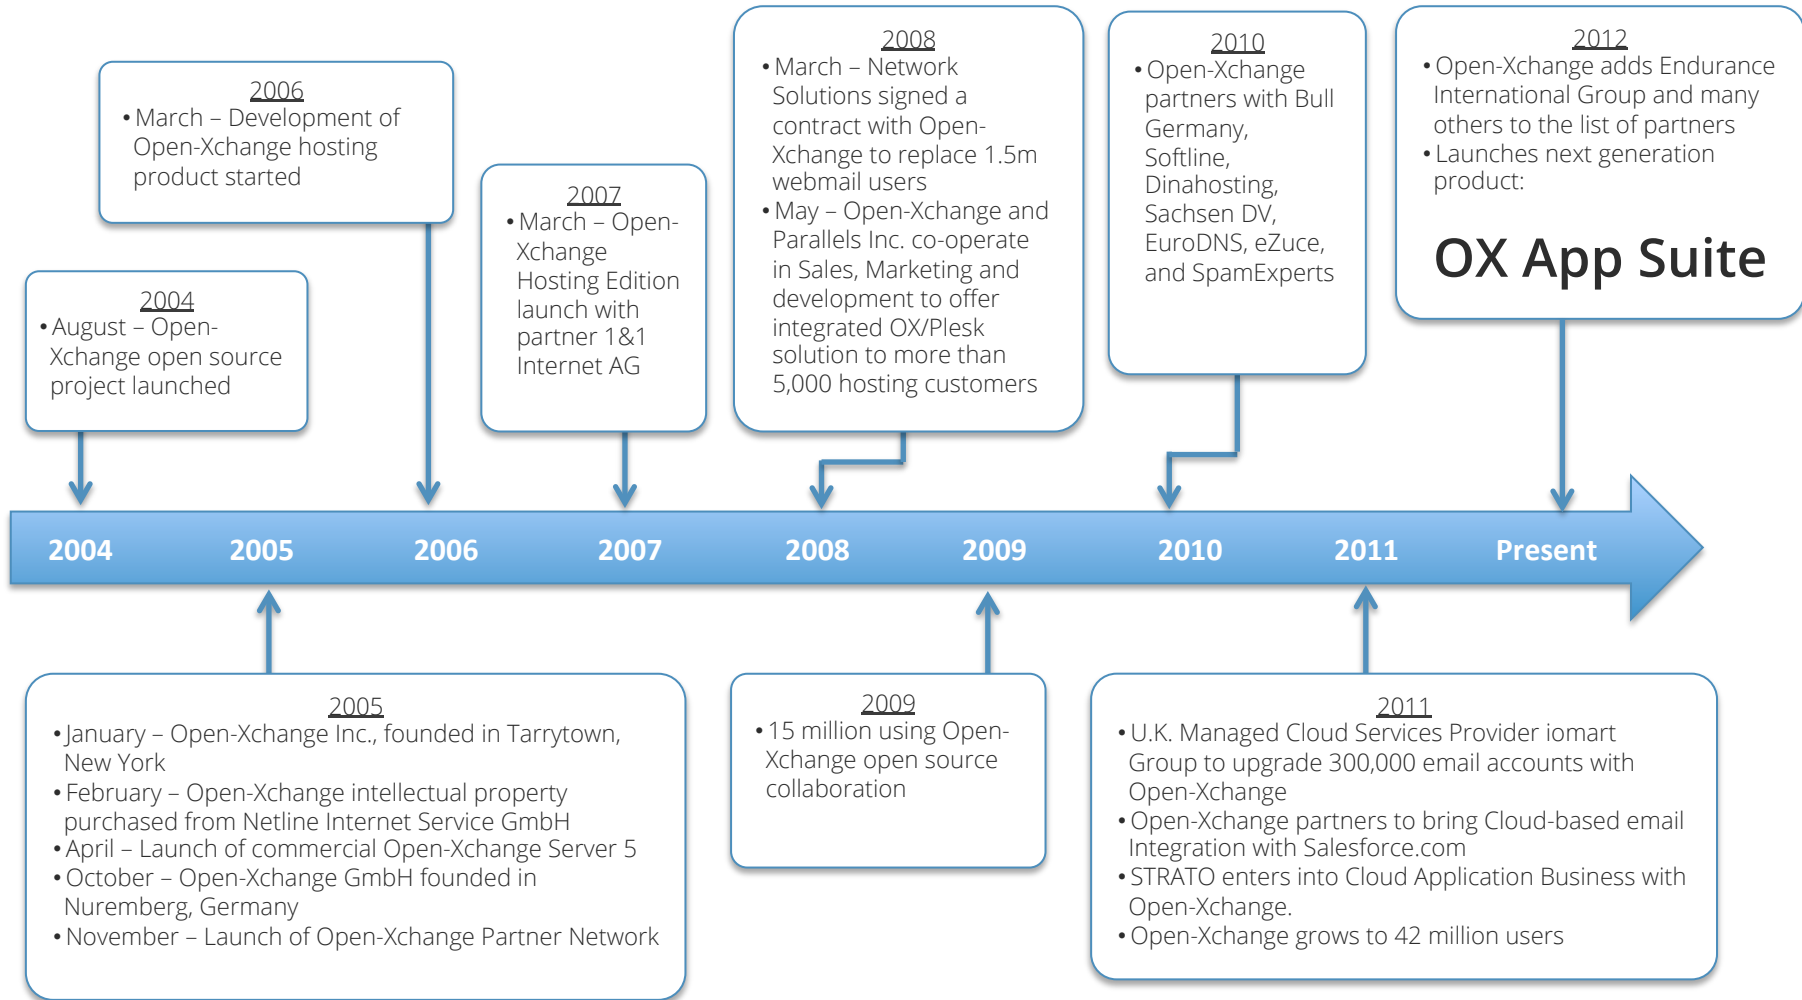 2004
• August – Open-
Xchange open source
project launched
2006
• March – Development of
Open-Xchange hosting
product started
2007
• March – Open-
Xchange
Hosting Edition
launch with
partner 1&1
Internet AG
2008
• March – Network
Solutions signed a
contract with Open-
Xchange to replace 1.5m
webmail users
• May – Open-Xchange and
Parallels Inc. co-operate
in Sales, Marketing and
development to offer
integrated OX/Plesk
solution to more than
5,000 hosting customers
2010
• Open-Xchange
partners with Bull
Germany,
Softline,
Dinahosting,
Sachsen DV,
EuroDNS, eZuce,
and SpamExperts
2012
• Open-Xchange adds Endurance
International Group and many
others to the list of partners
• Launches next generation
product:
OX App Suite
2004 2005 2006 2007 2008 2009 2010 2011 Present
2005
• January – Open-Xchange Inc., founded in Tarrytown,
New York
• February – Open-Xchange intellectual property
purchased from Netline Internet Service GmbH
• April – Launch of commercial Open-Xchange Server 5
• October – Open-Xchange GmbH founded in
Nuremberg, Germany
• November – Launch of Open-Xchange Partner Network
2009
• 15 million using Open-
Xchange open source
collaboration
2011
• U.K. Managed Cloud Services Provider iomart
Group to upgrade 300,000 email accounts with
Open-Xchange
• Open-Xchange partners to bring Cloud-based email
Integration with Salesforce.com
• STRATO enters into Cloud Application Business with
Open-Xchange.
• Open-Xchange grows to 42 million users